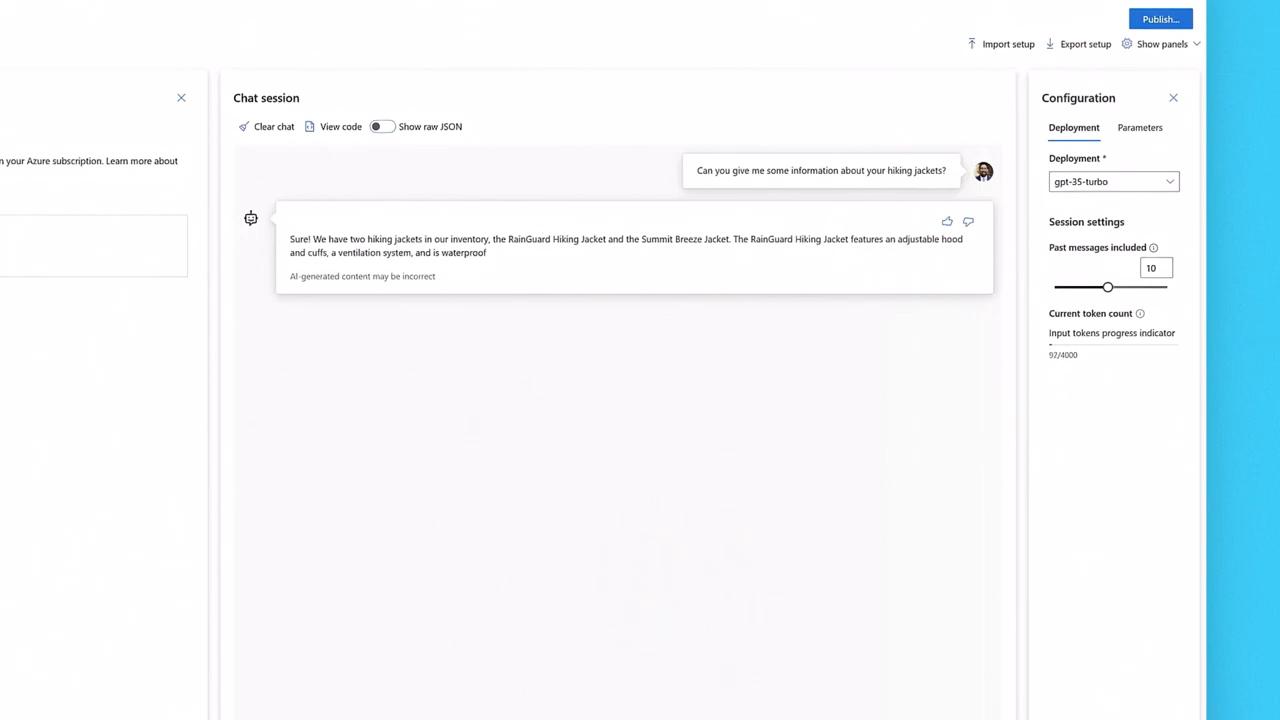 Publish...
Import setup
Export setup
Show panels
n your Azure subscription. Learn more about
Chat session
Clear chat
View code
Show raw JSON
Can you give me some information about your hiking jackets?
Sure! We have two hiking jackets in our inventory, the RainGuard Hiking Jacket and the Summit Breeze Jacket. The RainGuard Hiking Jacket features an adjustable hood
and cuffs, a ventilation system, and is waterproof
AI-generated content may be incorrect
Configuration
Deployment
Parameters
Deployment *
gpt-35-turbo
Session settings
Past messages included
10
Current token count
Input tokens progress indicator
92/4000